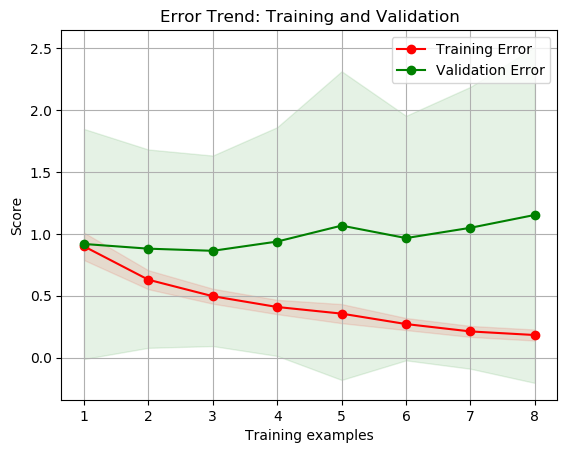 Error Trend: Training and Validation
2.5
2.0
1.5
1.0
0.5
0.0
Score
Training Error
Validation Error
1 2 3 4 5 6 7 8
Training examples